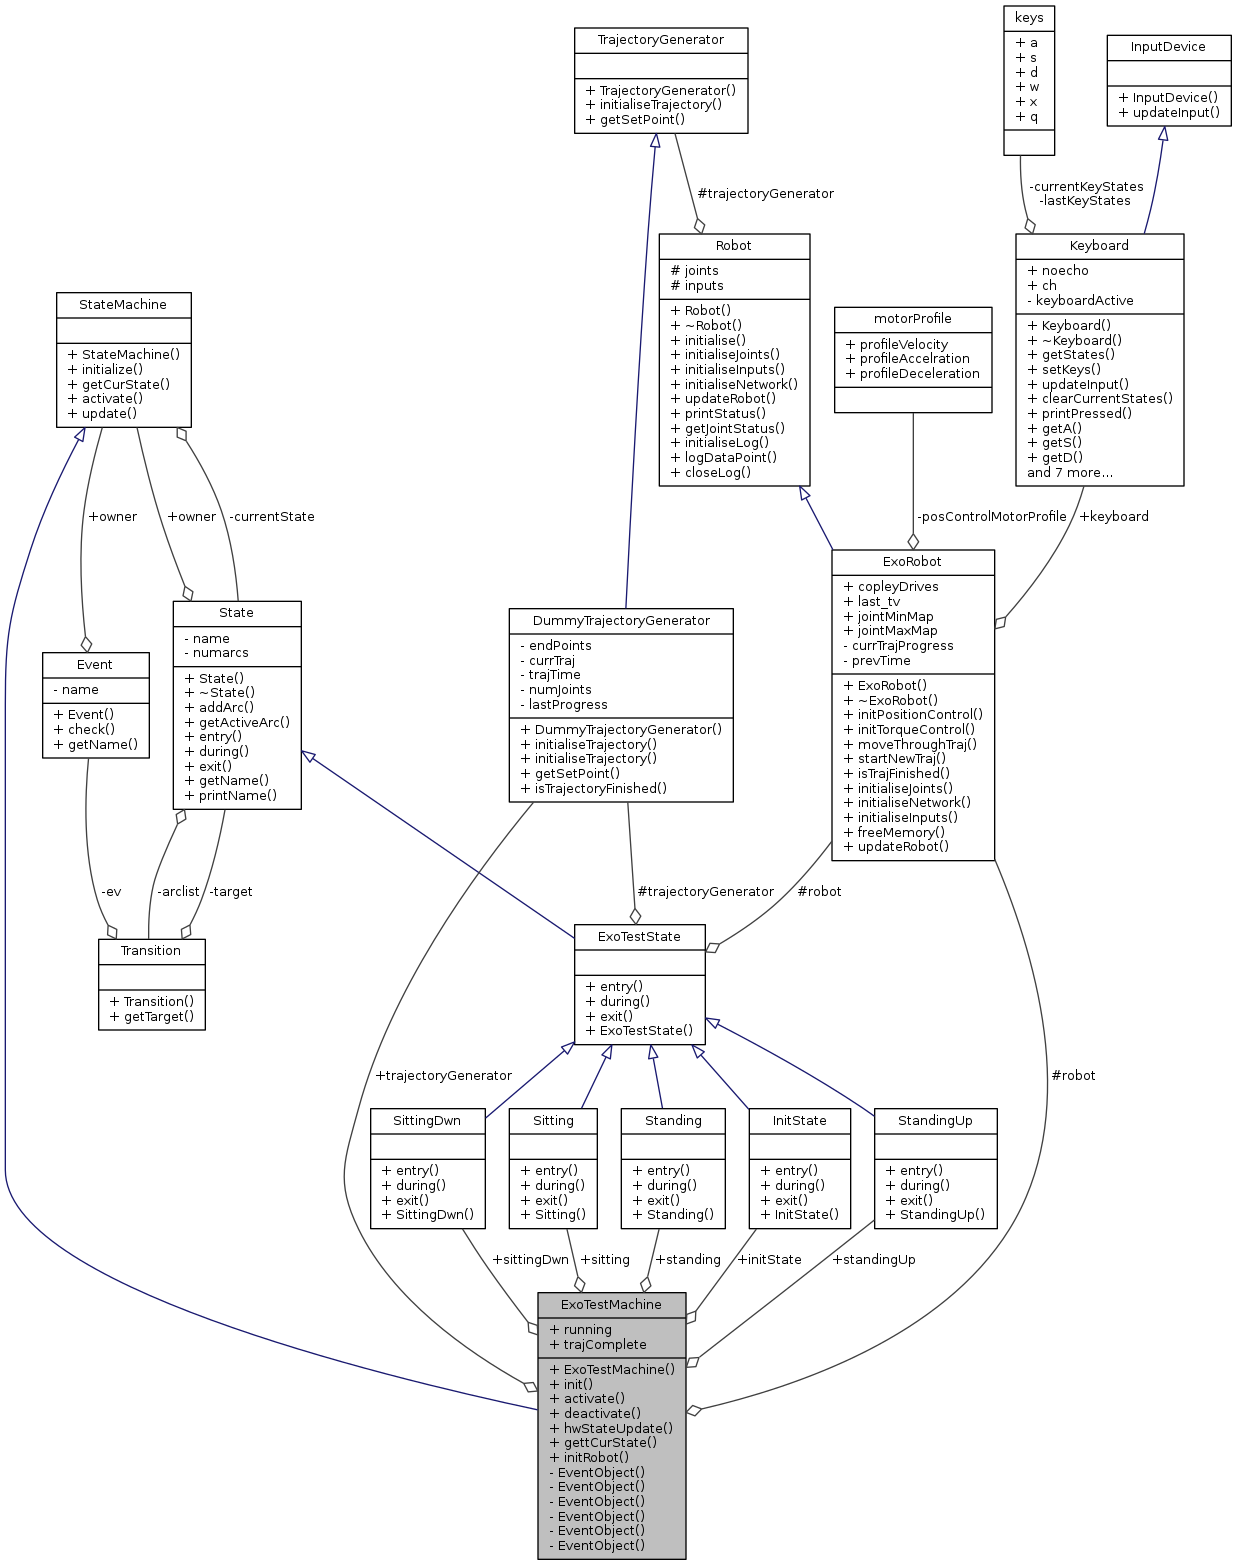 keys
+ a
+ s
+ d
+ w
+ x
+ q
InputDevice
+ InputDevice()
+ updateInput()
TrajectoryGenerator
+ TrajectoryGenerator()
+ initialiseTrajectory()
+ getSetPoint()
-currentKeyStates
-lastKeyStates
#trajectoryGenerator
Robot
# joints
# inputs
+ Robot()
+ ~Robot()
+ initialise()
+ initialiseJoints()
+ initialiseInputs()
+ initialiseNetwork()
+ updateRobot()
+ printStatus()
+ getJointStatus()
+ initialiseLog()
+ logDataPoint()
+ closeLog()
Keyboard
+ noecho
+ ch
- keyboardActive
+ Keyboard()
+ ~Keyboard()
+ getStates()
+ setKeys()
+ updateInput()
+ clearCurrentStates()
+ printPressed()
+ getA()
+ getS()
+ getD()
and 7 more...
motorProfile
+ profileVelocity
+ profileAccelration
+ profileDeceleration
StateMachine
+ StateMachine()
+ initialize()
+ getCurState()
+ activate()
+ update()
+owner
+owner
-currentState
-posControlMotorProfile
+keyboard
ExoRobot
+ copleyDrives
+ last_tv
+ jointMinMap
+ jointMaxMap
- currTrajProgress
- prevTime
+ ExoRobot()
+ ~ExoRobot()
+ initPositionControl()
+ initTorqueControl()
+ moveThroughTraj()
+ startNewTraj()
+ isTrajFinished()
+ initialiseJoints()
+ initialiseNetwork()
+ initialiseInputs()
+ freeMemory()
+ updateRobot()
State
- name
- numarcs
+ State()
+ ~State()
+ addArc()
+ getActiveArc()
+ entry()
+ during()
+ exit()
+ getName()
+ printName()
DummyTrajectoryGenerator
- endPoints
- currTraj
- trajTime
- numJoints
- lastProgress
+ DummyTrajectoryGenerator()
+ initialiseTrajectory()
+ initialiseTrajectory()
+ getSetPoint()
+ isTrajectoryFinished()
Event
- name
+ Event()
+ check()
+ getName()
-ev
-arclist
-target
#trajectoryGenerator
#robot
Transition
+ Transition()
+ getTarget()
ExoTestState
+ entry()
+ during()
+ exit()
+ ExoTestState()
+trajectoryGenerator
#robot
SittingDwn
+ entry()
+ during()
+ exit()
+ SittingDwn()
Sitting
+ entry()
+ during()
+ exit()
+ Sitting()
Standing
+ entry()
+ during()
+ exit()
+ Standing()
InitState
+ entry()
+ during()
+ exit()
+ InitState()
StandingUp
+ entry()
+ during()
+ exit()
+ StandingUp()
+sittingDwn
+sitting
+standing
+initState
+standingUp
ExoTestMachine
+ running
+ trajComplete
+ ExoTestMachine()
+ init()
+ activate()
+ deactivate()
+ hwStateUpdate()
+ gettCurState()
+ initRobot()
- EventObject()
- EventObject()
- EventObject()
- EventObject()
- EventObject()
- EventObject()